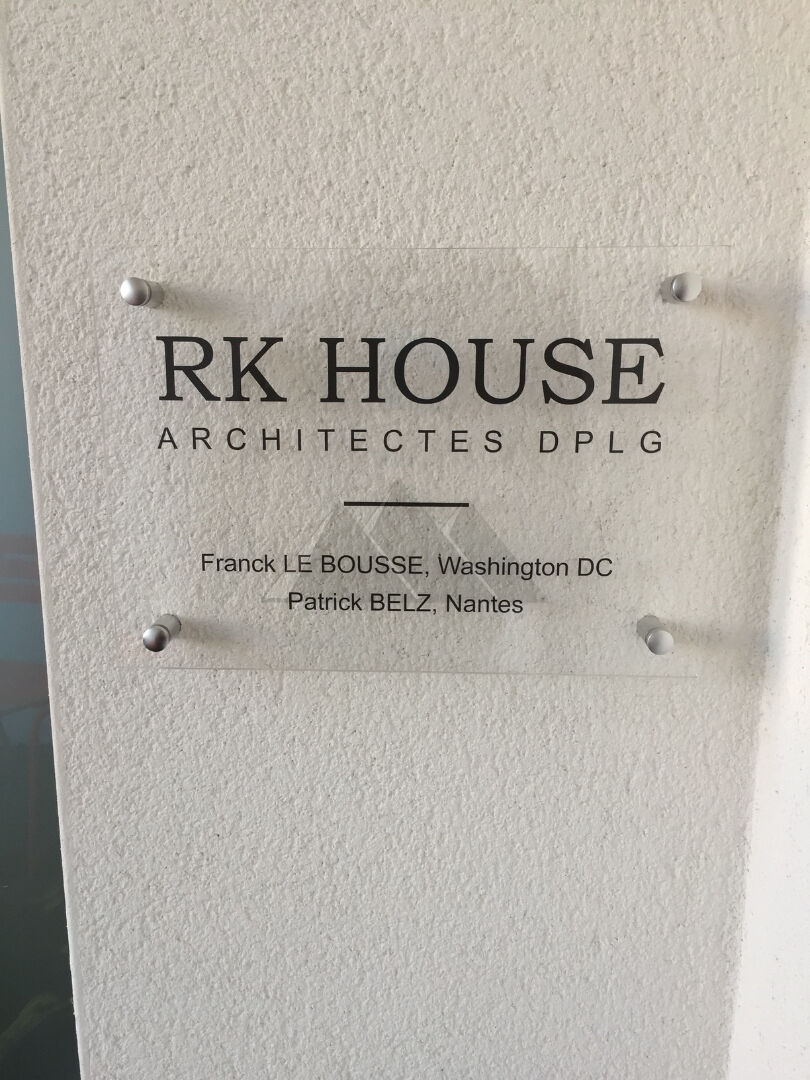 RK HOUSE
ARCHITECTES DPLG
Franck LE BOUSSE, Washington DC
Patrick BELZ, Nantes